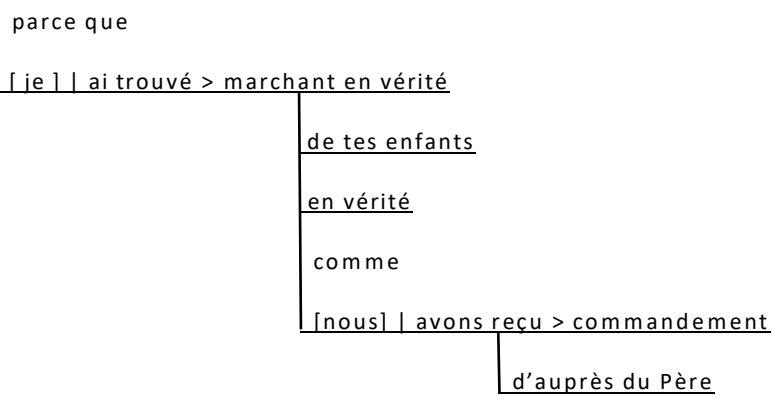 parce que
[ je ] | ai trouvé > marchant en vérité
de tes enfants
en vérité
comme
[nous] | avons reçu > commandement
d’auprès du Père